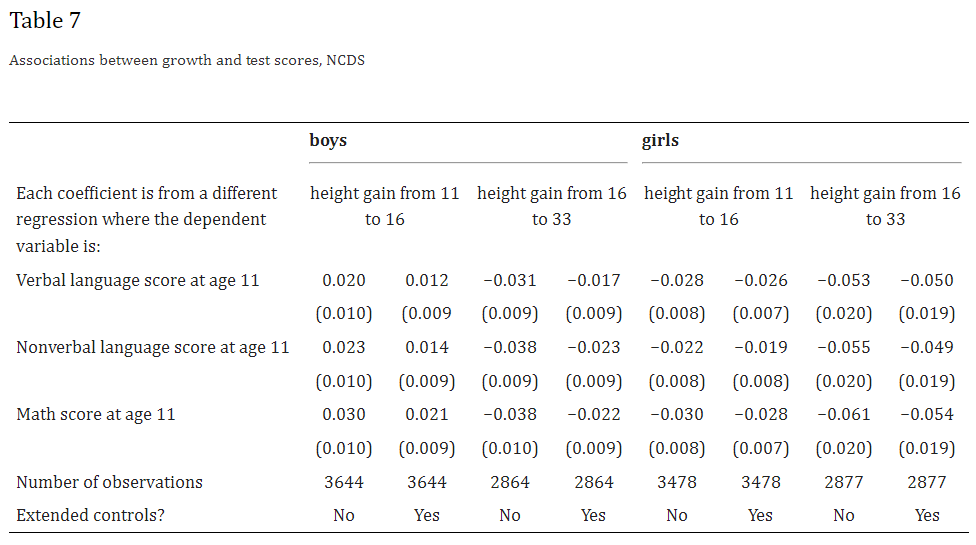 Table 7
Associations between growth and test scores, NCDS
boys girls
Each coefficient is from a different height gain from 11 height gain from 16 height gain from 11 height gain from 16
regression where the dependent to 16 to 33 to 16 to 33
variable is:
Verbal language score at age 11 0.020 0.012 −0.031 −0.017 −0.028 −0.026 −0.053 −0.050
(0.010) (0.009 (0.009) (0.009) (0.008) (0.007) (0.020) (0.019)
Nonverbal language score at age 11 0.023 0.014 −0.038 −0.023 −0.022 −0.019 −0.055 −0.049
(0.010) (0.009) (0.009) (0.009) (0.008) (0.008) (0.020) (0.019)
Math score at age 11 0.030 0.021 −0.038 −0.022 −0.030 −0.028 −0.061 −0.054
(0.010) (0.009) (0.010) (0.009) (0.008) (0.007) (0.020) (0.019)
Number of observations 3644 3644 2864 2864 3478 3478 2877 2877
Extended controls? No Yes No Yes No Yes No Yes